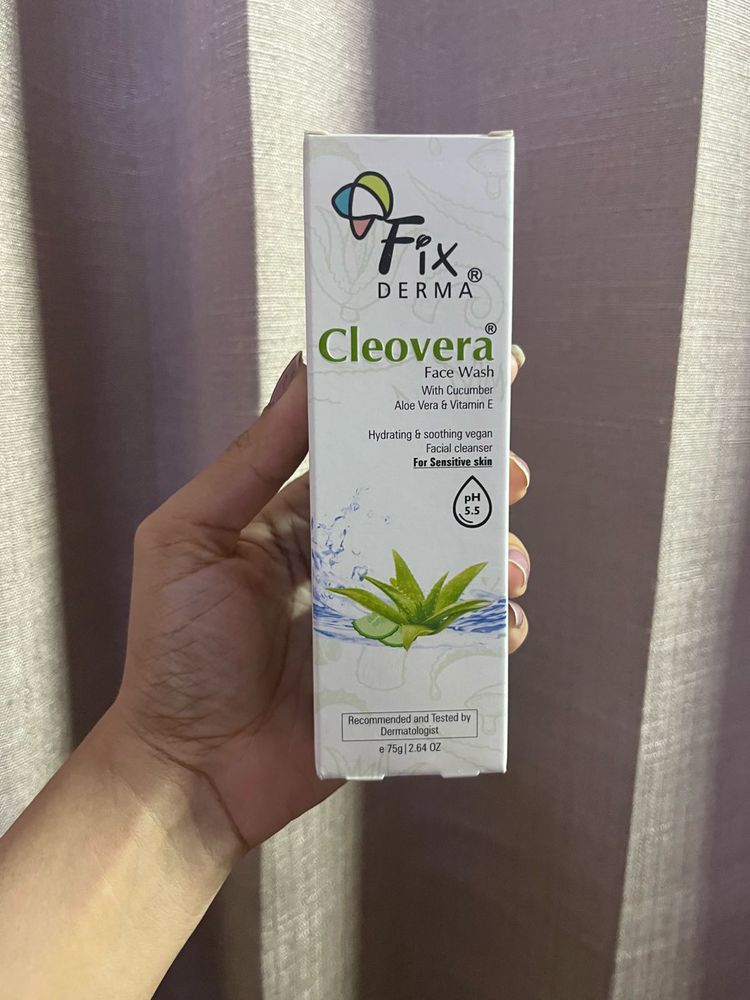 Fix®
DERMA
Cleovera®
Face Wash
With Cucumber
Aloe Vera & Vitamin E
Hydrating & soothing vegan
Facial cleanser
For Sensitive skin
pH
5.5
Recommended and Tested by
Dermatologist
e 75g | 2.64 OZ